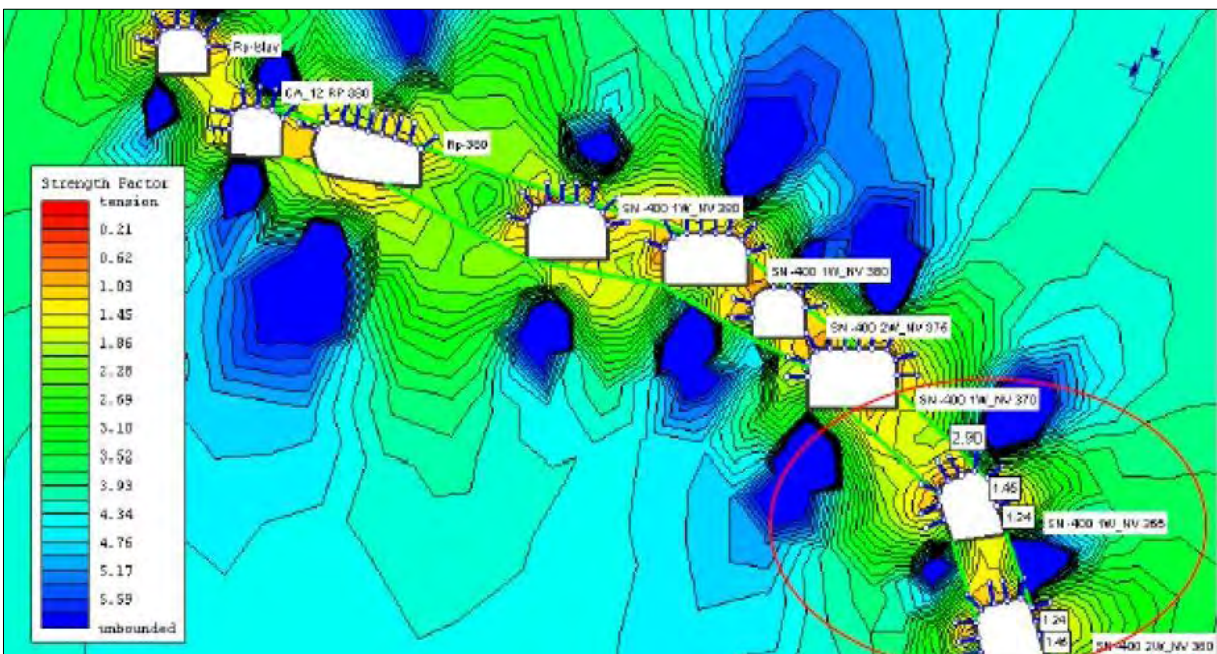 Rp-Blav
CA_12 RP 380
Rp-380
SN -400 1W_NV 380
SN -400 1W_NV 380
SN -400 2W_NV 375
SN -400 1W_NV 370
2.90
1.45
1.24
SN -400 1W_NV 365
1.24
1.45
SN -400 2W_NV 360
Strength Factor
tension
0.21
0.62
1.03
1.45
1.86
2.28
2.69
3.10
3.52
3.93
4.34
4.76
5.17
5.59
unbounded